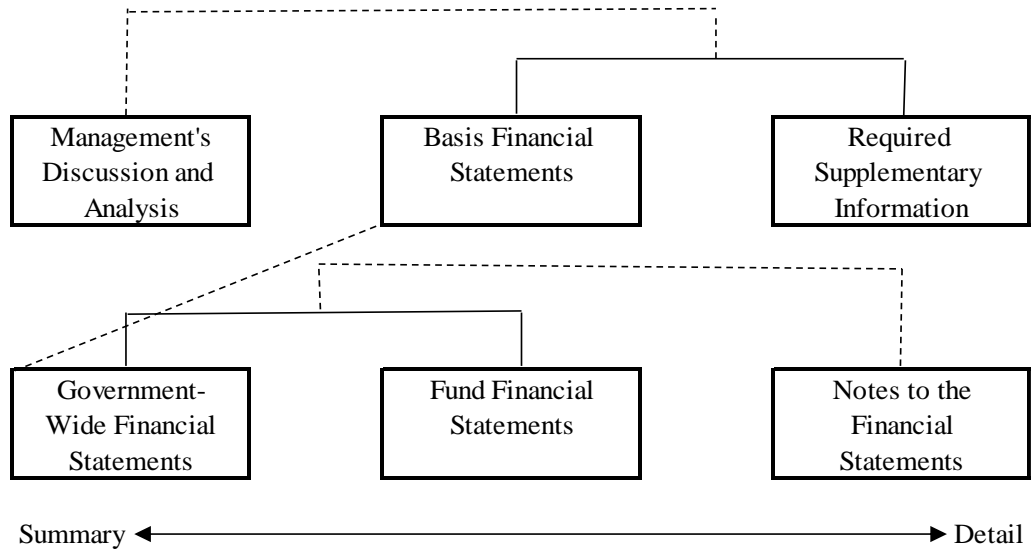 Management's
Discussion and
Analysis
Basis Financial
Statements
Required
Supplementary
Information
Government-
Wide Financial
Statements
Fund Financial
Statements
Notes to the
Financial
Statements
Summary
Detail